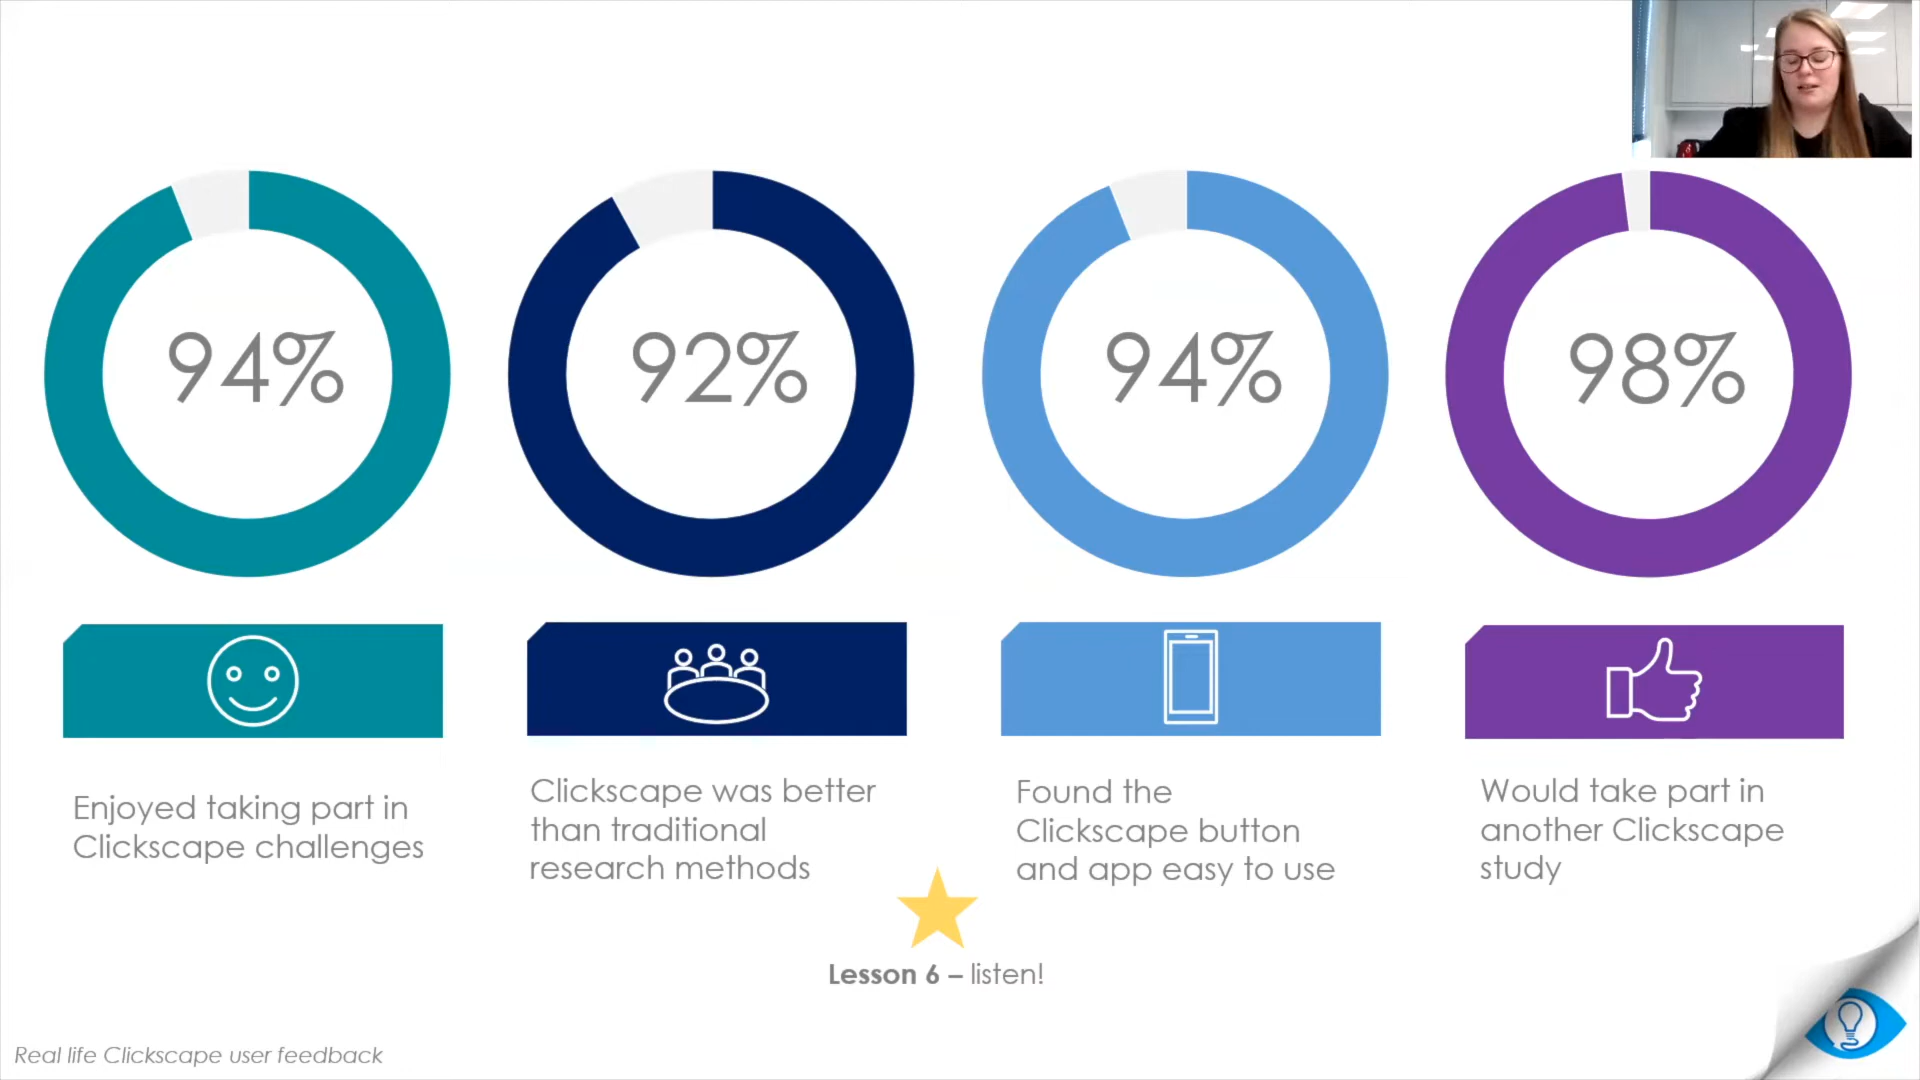 94%
92%
94%
98%
Enjoyed taking part in
Clickscape challenges
Clickscape was better
than traditional
research methods
Found the
Clickscape button
and app easy to use
Would take part in
another Clickscape
study
Lesson 6 – listen!
Real life Clickscape user feedback